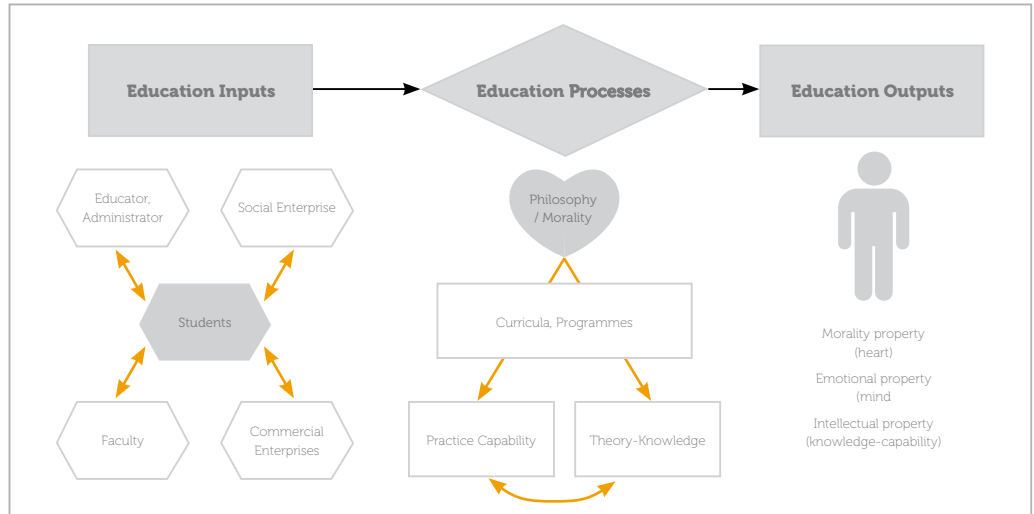 Education Inputs
Education Processes
Education Outputs
Educator,
Administrator
Social Enterprise
Students
Faculty
Commercial
Enterprises
Philosophy
/ Morality
Curricula, Programmes
Practice Capability
Theory-Knowledge
Morality property
(heart)
Emotional property
(mind
Intellectual property
(knowledge-capability)